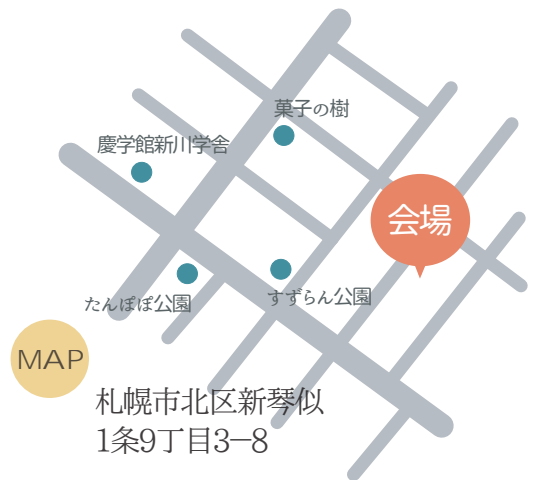 菓子の樹
慶学館新川学舎
会場
すずらん公園
たんぽぽ公園
MAP
札幌市北区新琴似
1条9丁目3−8